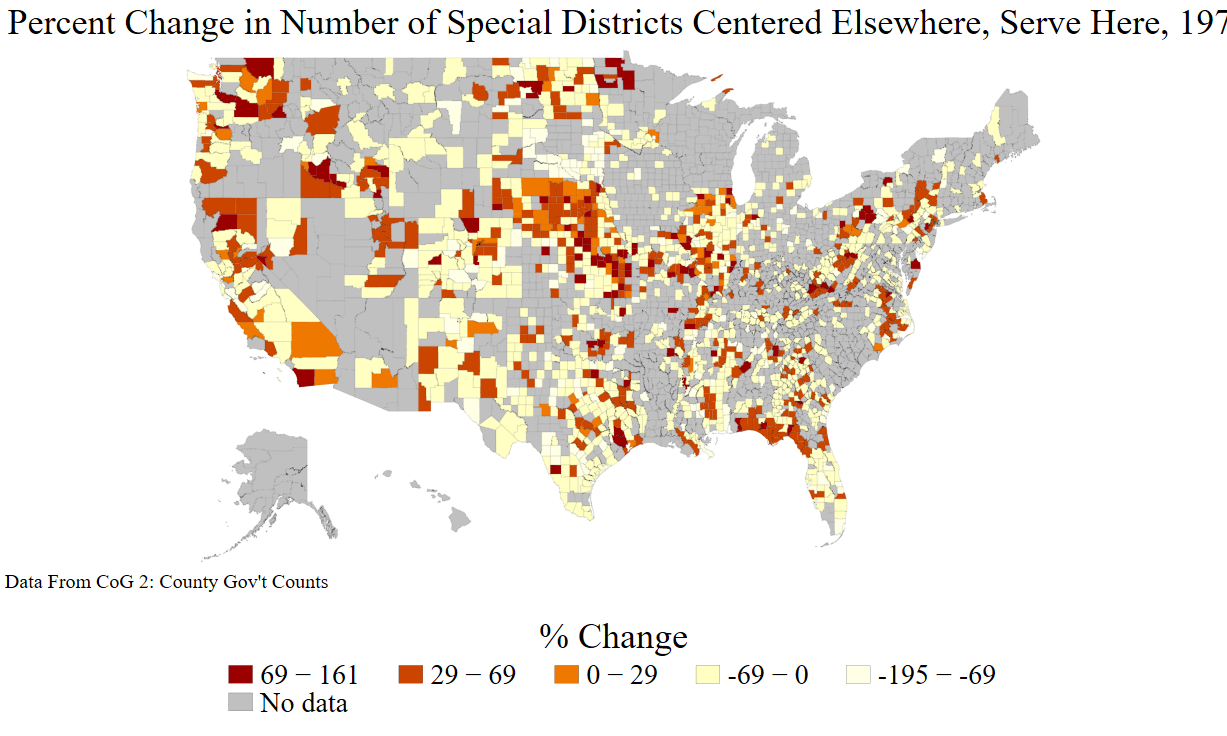 Percent Change in Number of Special Districts Centered Elsewhere, Serve Here, 197
Data From CoG 2: County Gov't Counts
% Change
69 − 161
29 − 69
0 − 29
-69 − 0
-195 − -69
No data